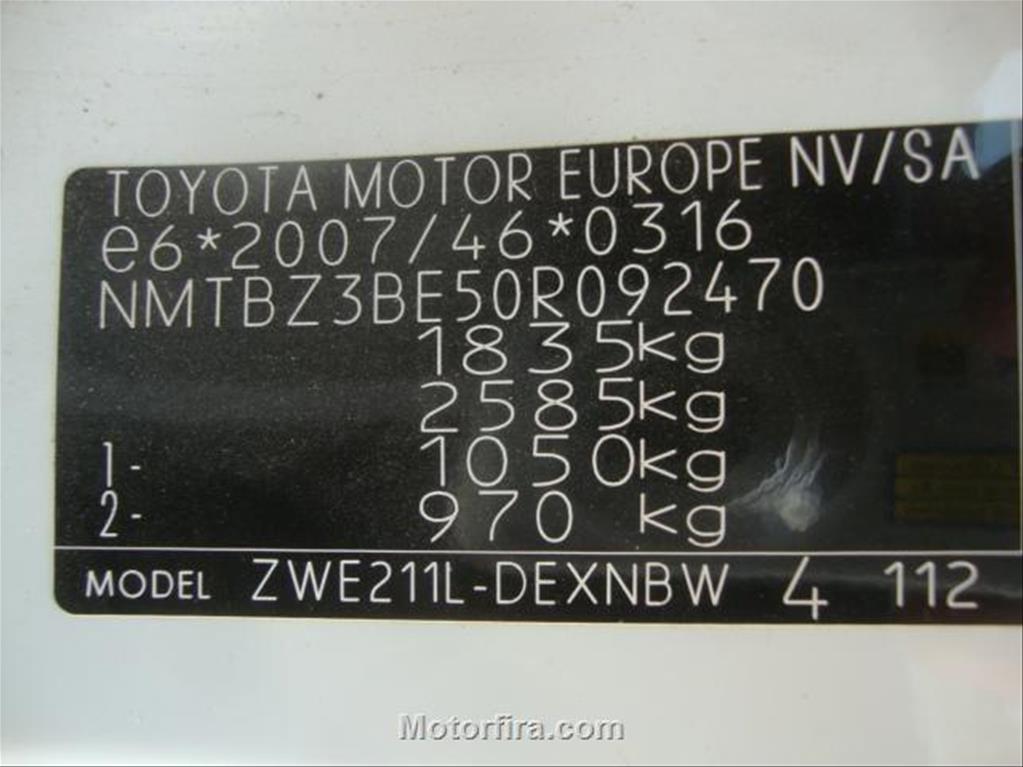 TOYOTA MOTOR EUROPE NV/SA
e6*2007/46*0316
NMTBZ3BE50R092470
1835kg
2585kg
1- 1050kg
2- 970 kg
MODEL ZWE211L-DEXNBW 4 112
Motorfira.com